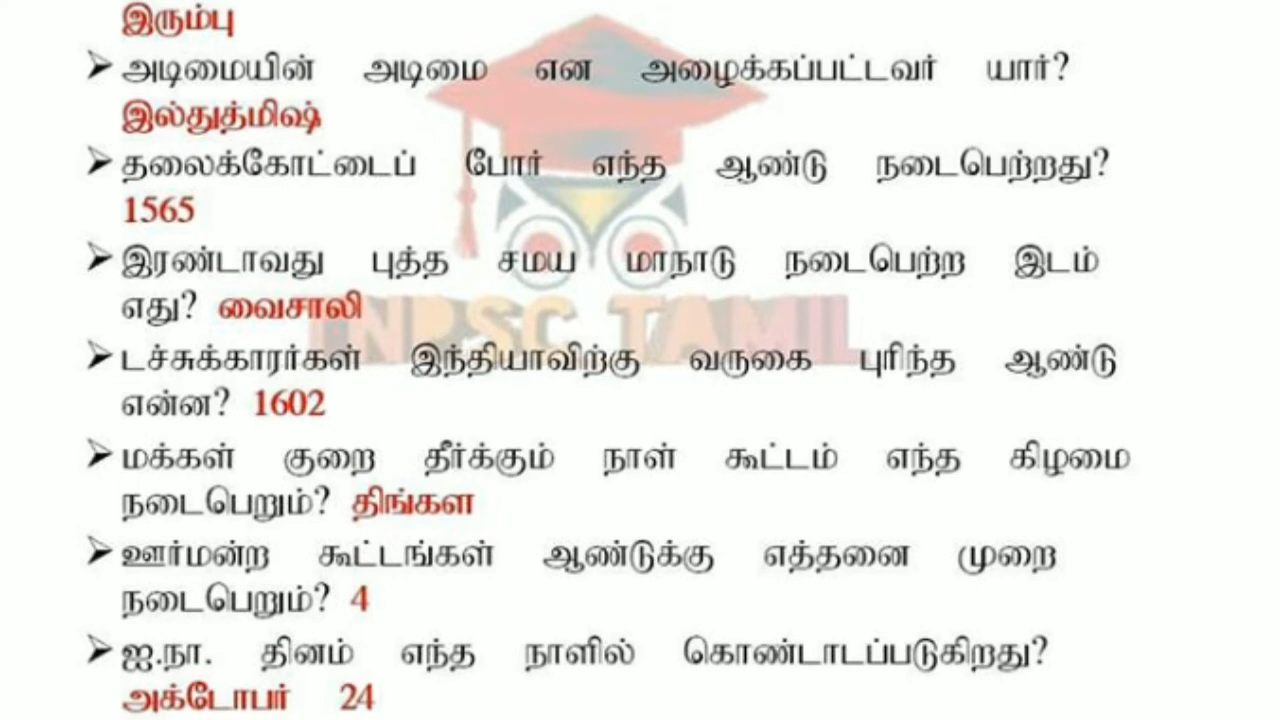 இரும்பு
➢ அடிமையின் அடிமை என அழைக்கப்பட்டவர் யார்?
இல்துத்மிஷ்
➢ தலைக்கோட்டைப் போர் எந்த ஆண்டு நடைபெற்றது?
1565
➢ இரண்டாவது புத்த சமய மாநாடு நடைபெற்ற இடம்
எது? வைசாலி
TNPSC TAMIL
➢ டச்சுக்காரர்கள் இந்தியாவிற்கு வருகை புரிந்த ஆண்டு
என்ன? 1602
➢ மக்கள் குறை தீர்க்கும் நாள் கூட்டம் எந்த கிழமை
நடைபெறும்? திங்கள
➢ ஊர்மன்ற கூட்டங்கள் ஆண்டுக்கு எத்தனை முறை
நடைபெறும்? 4
➢ ஐ.நா. தினம் எந்த நாளில் கொண்டாடப்படுகிறது?
அக்டோபர் 24